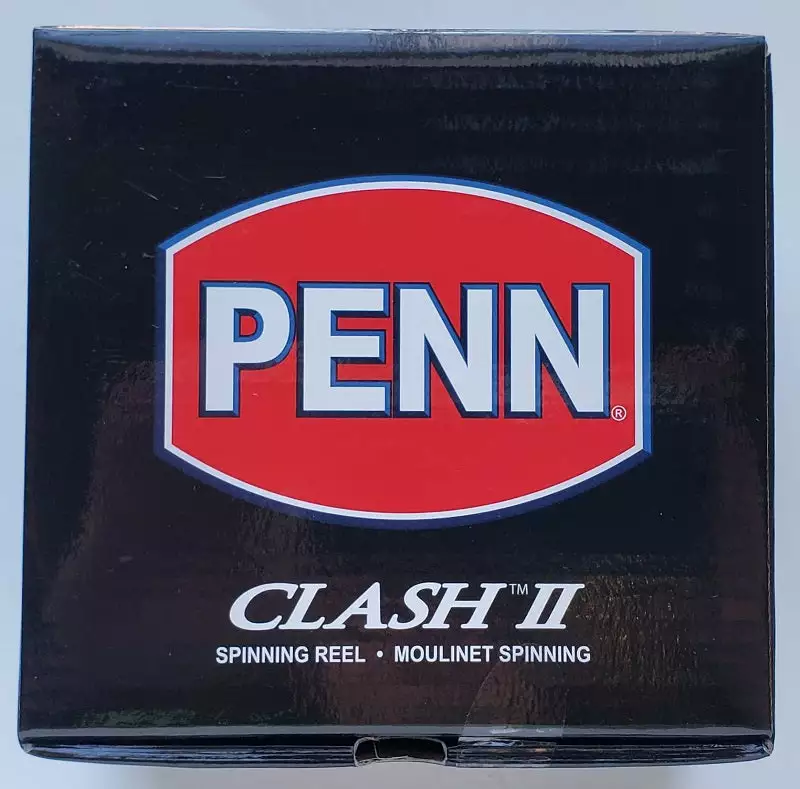 PENN®
CLASH™ II
SPINNING REEL • MOULINET SPINNING